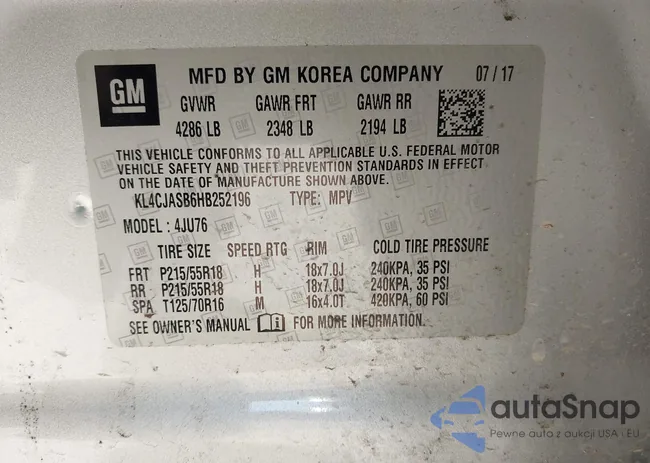 GM
MFD BY GM KOREA COMPANY 07/17
GVWR GAWR FRT GAWR RR
4286 LB 2348 LB 2194 LB
THIS VEHICLE CONFORMS TO ALL APPLICABLE U.S. FEDERAL MOTOR
VEHICLE SAFETY AND THEFT PREVENTION STANDARDS IN EFFECT
ON THE DATE OF MANUFACTURE SHOWN ABOVE.
KL4CJASB6HB252196 TYPE: MPV
MODEL: 4JU76
TIRE SIZE SPEED RTG RIM COLD TIRE PRESSURE
FRT P215/55R18 H 18x7.0J 240KPA, 35 PSI
RR P215/55R18 H 18x7.0J 240KPA, 35 PSI
SPA T125/70R16 M 16x4.0T 420KPA, 60 PSI
SEE OWNER'S MANUAL FOR MORE INFORMATION.
autaSnap
Pewne auto z aukcji USA i EU